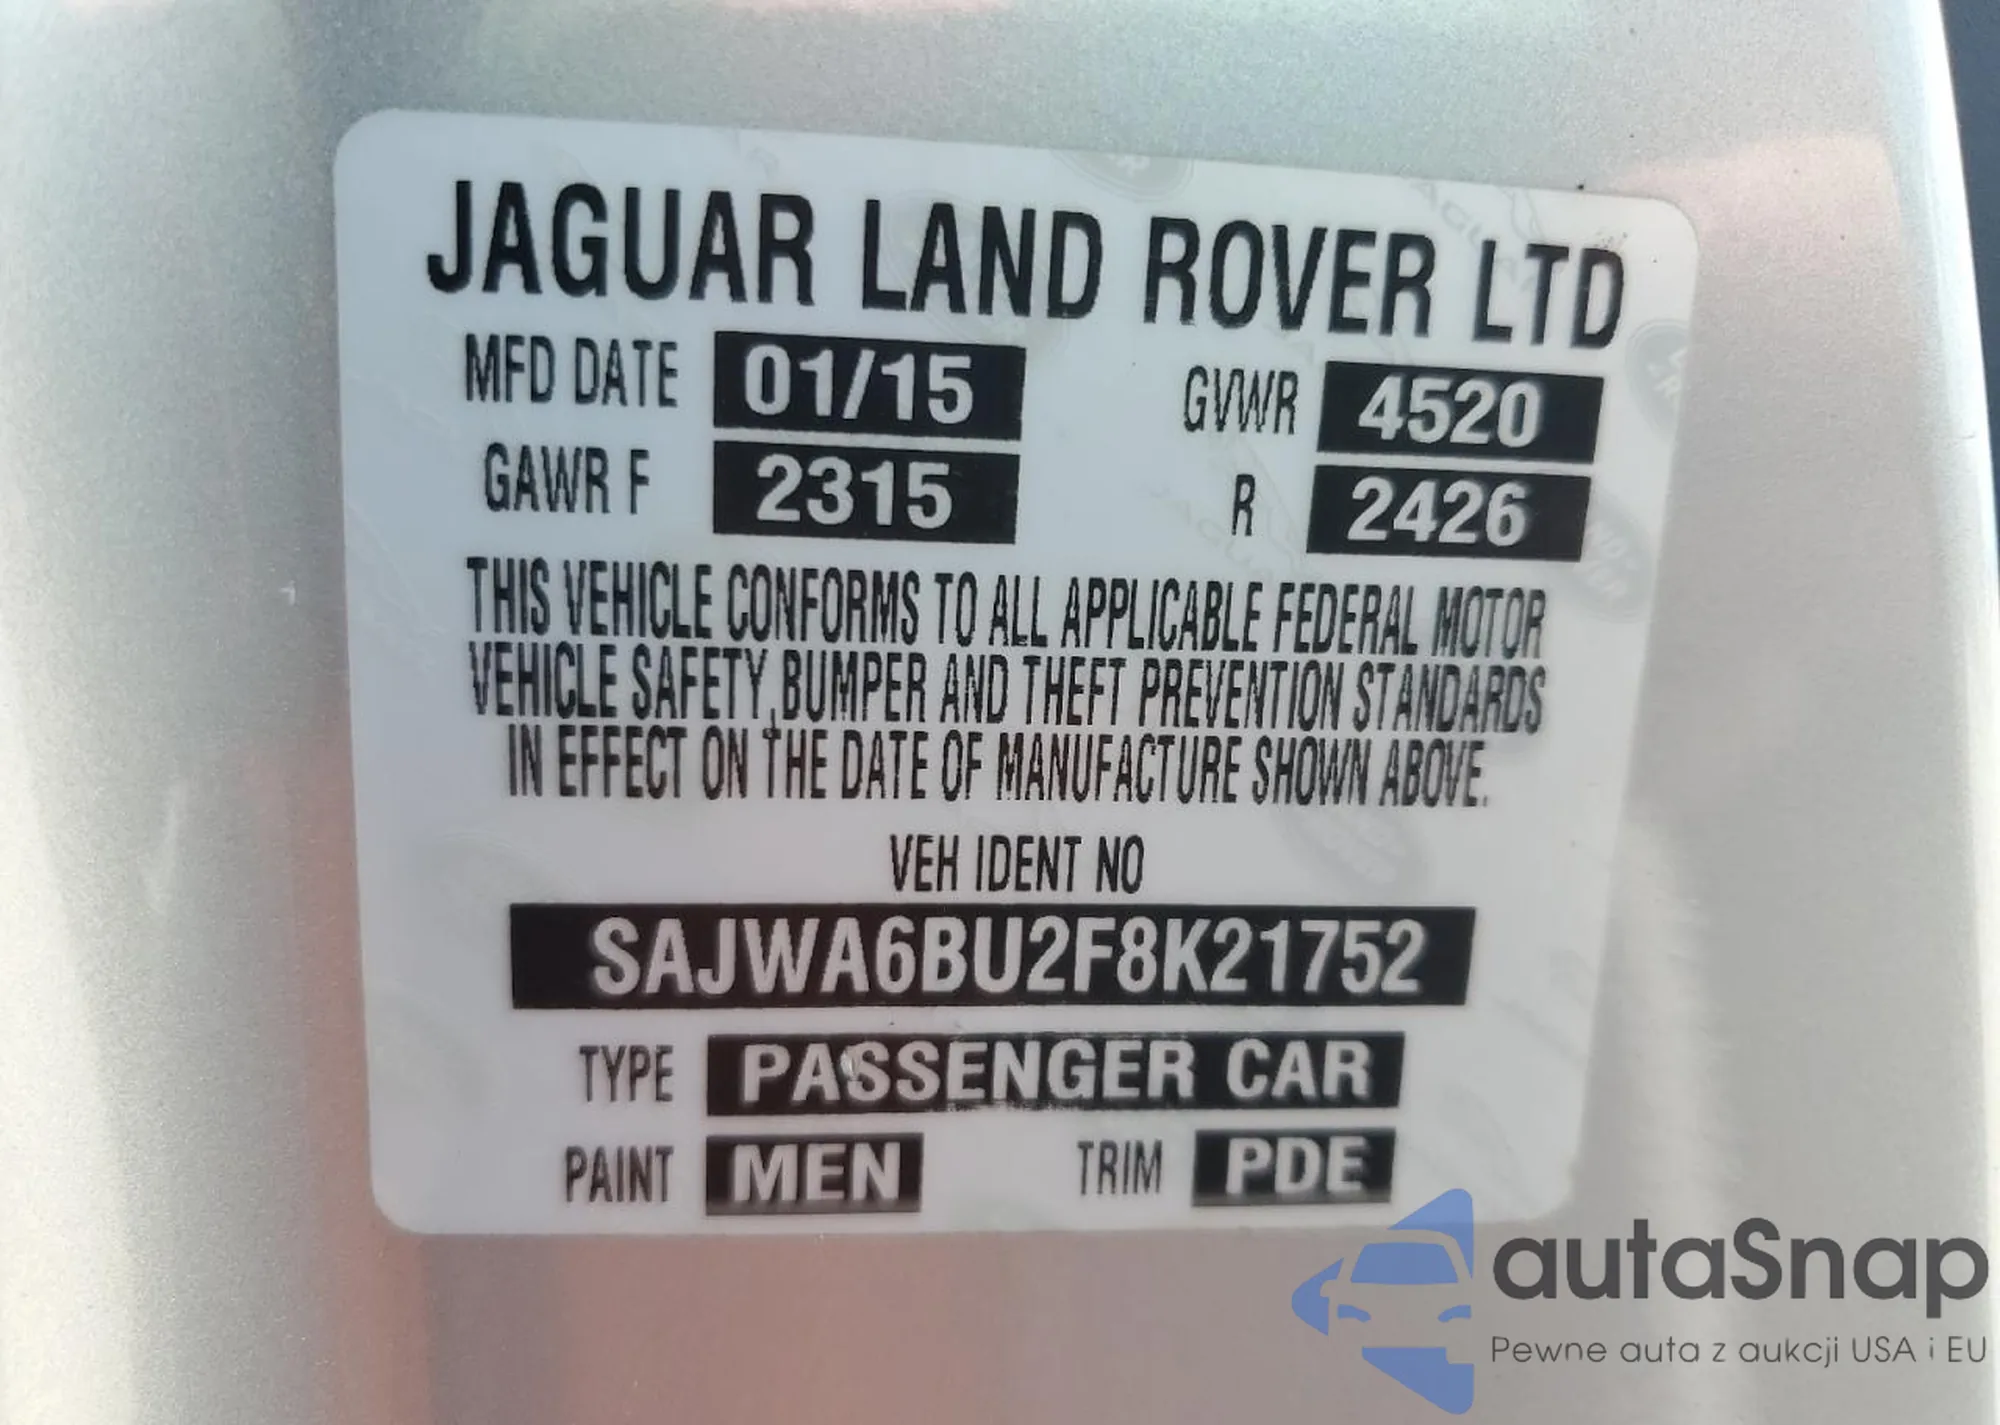 JAGUAR LAND ROVER LTD
MFD DATE 01/15 GVWR 4520
GAWR F 2315 R 2426
THIS VEHICLE CONFORMS TO ALL APPLICABLE FEDERAL MOTOR
VEHICLE SAFETY, BUMPER AND THEFT PREVENTION STANDARDS
IN EFFECT ON THE DATE OF MANUFACTURE SHOWN ABOVE.
VEH IDENT NO
SAJWA6BU2F8K21752
TYPE PASSENGER CAR
PAINT MEN TRIM PDE
autaSnap
Pewne auta z aukcji USA i EU